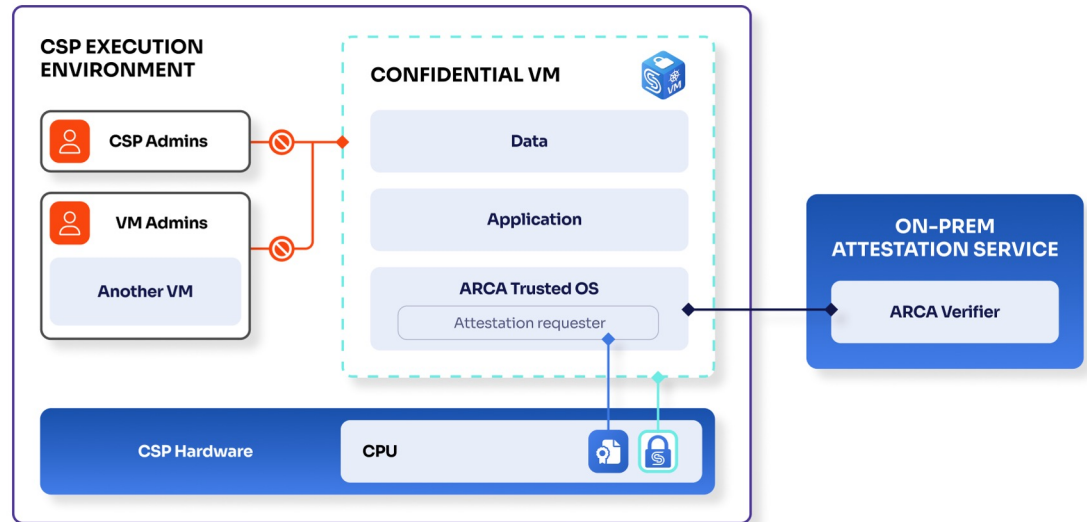 CSP EXECUTION
ENVIRONMENT
CSP Admins
VM Admins
Another VM
CONFIDENTIAL VM
S
VM
Data
Application
ARCA Trusted OS
Attestation requester
ON-PREM
ATTESTATION SERVICE
ARCA Verifier
CSP Hardware
CPU
S